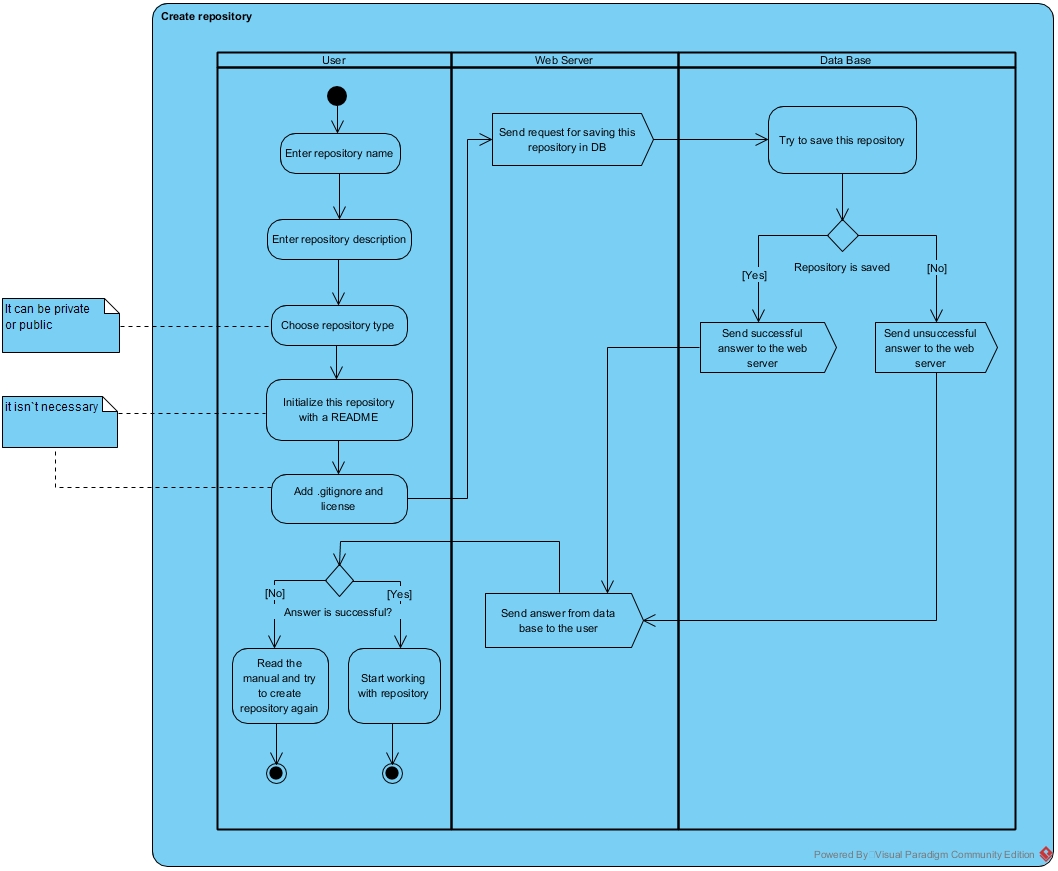 Create repository
User
Web Server
Data Base
Enter repository name
Send request for saving this
repository in DB
Try to save this repository
Enter repository description
Repository is saved
[Yes]
[No]
It can be private
or public
Choose repository type
Send successful
answer to the web
server
Send unsuccessful
answer to the web
server
it isn`t necessary
Initialize this repository
with a README
Add .gitignore and
license
[No]
[Yes]
Answer is successful?
Send answer from data
base to the user
Read the
manual and try
to create
repository again
Start working
with repository
Powered By Visual Paradigm Community Edition